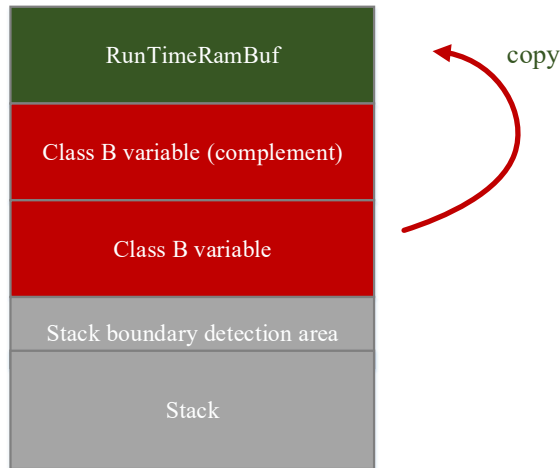 RunTimeRamBuf
copy
Class B variable (complement)
Class B variable
Stack boundary detection area
Stack